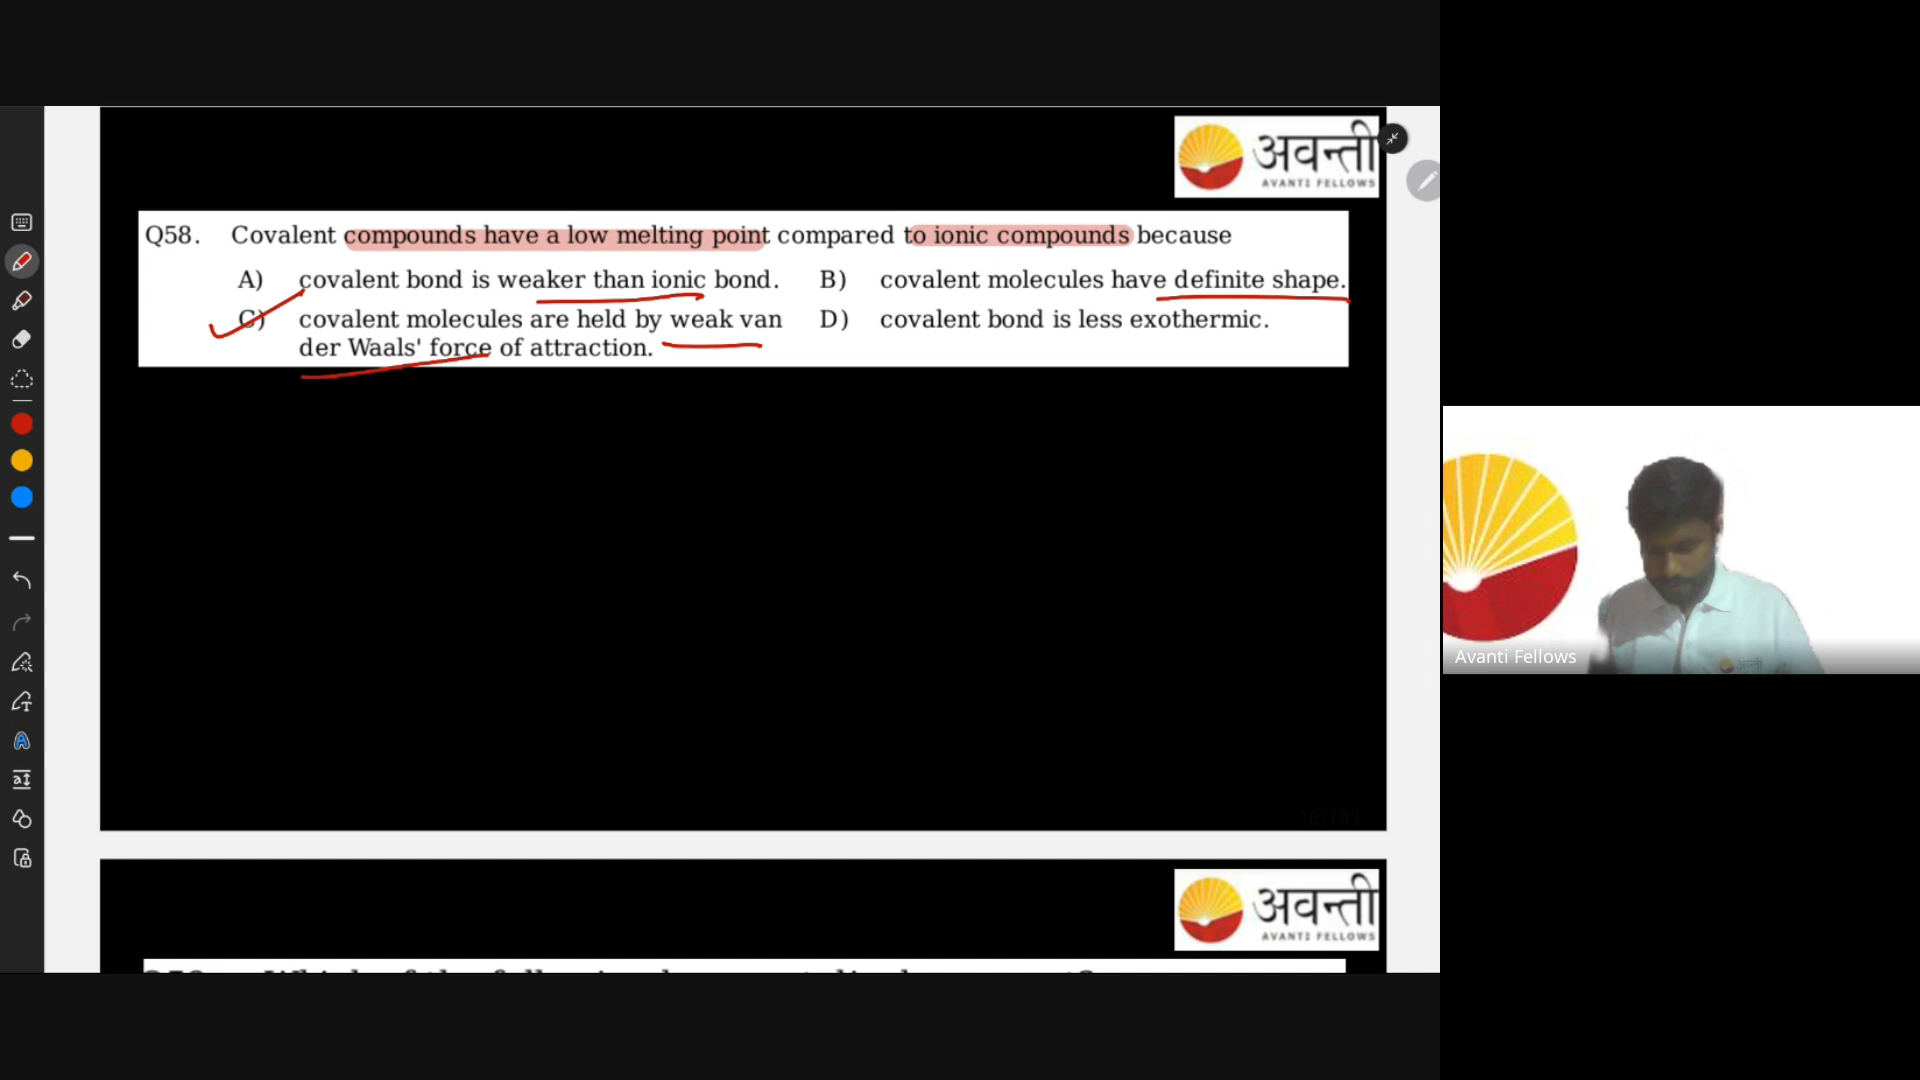 अवन्ती
AVANTI FELLOWS
Q58. Covalent compounds have a low melting point compared to ionic compounds because
A) covalent bond is weaker than ionic bond. B) covalent molecules have definite shape.
C) covalent molecules are held by weak van D) covalent bond is less exothermic.
der Waals' force of attraction.
18/103
Avanti Fellows
अवन्ती
AVANTI FELLOWS